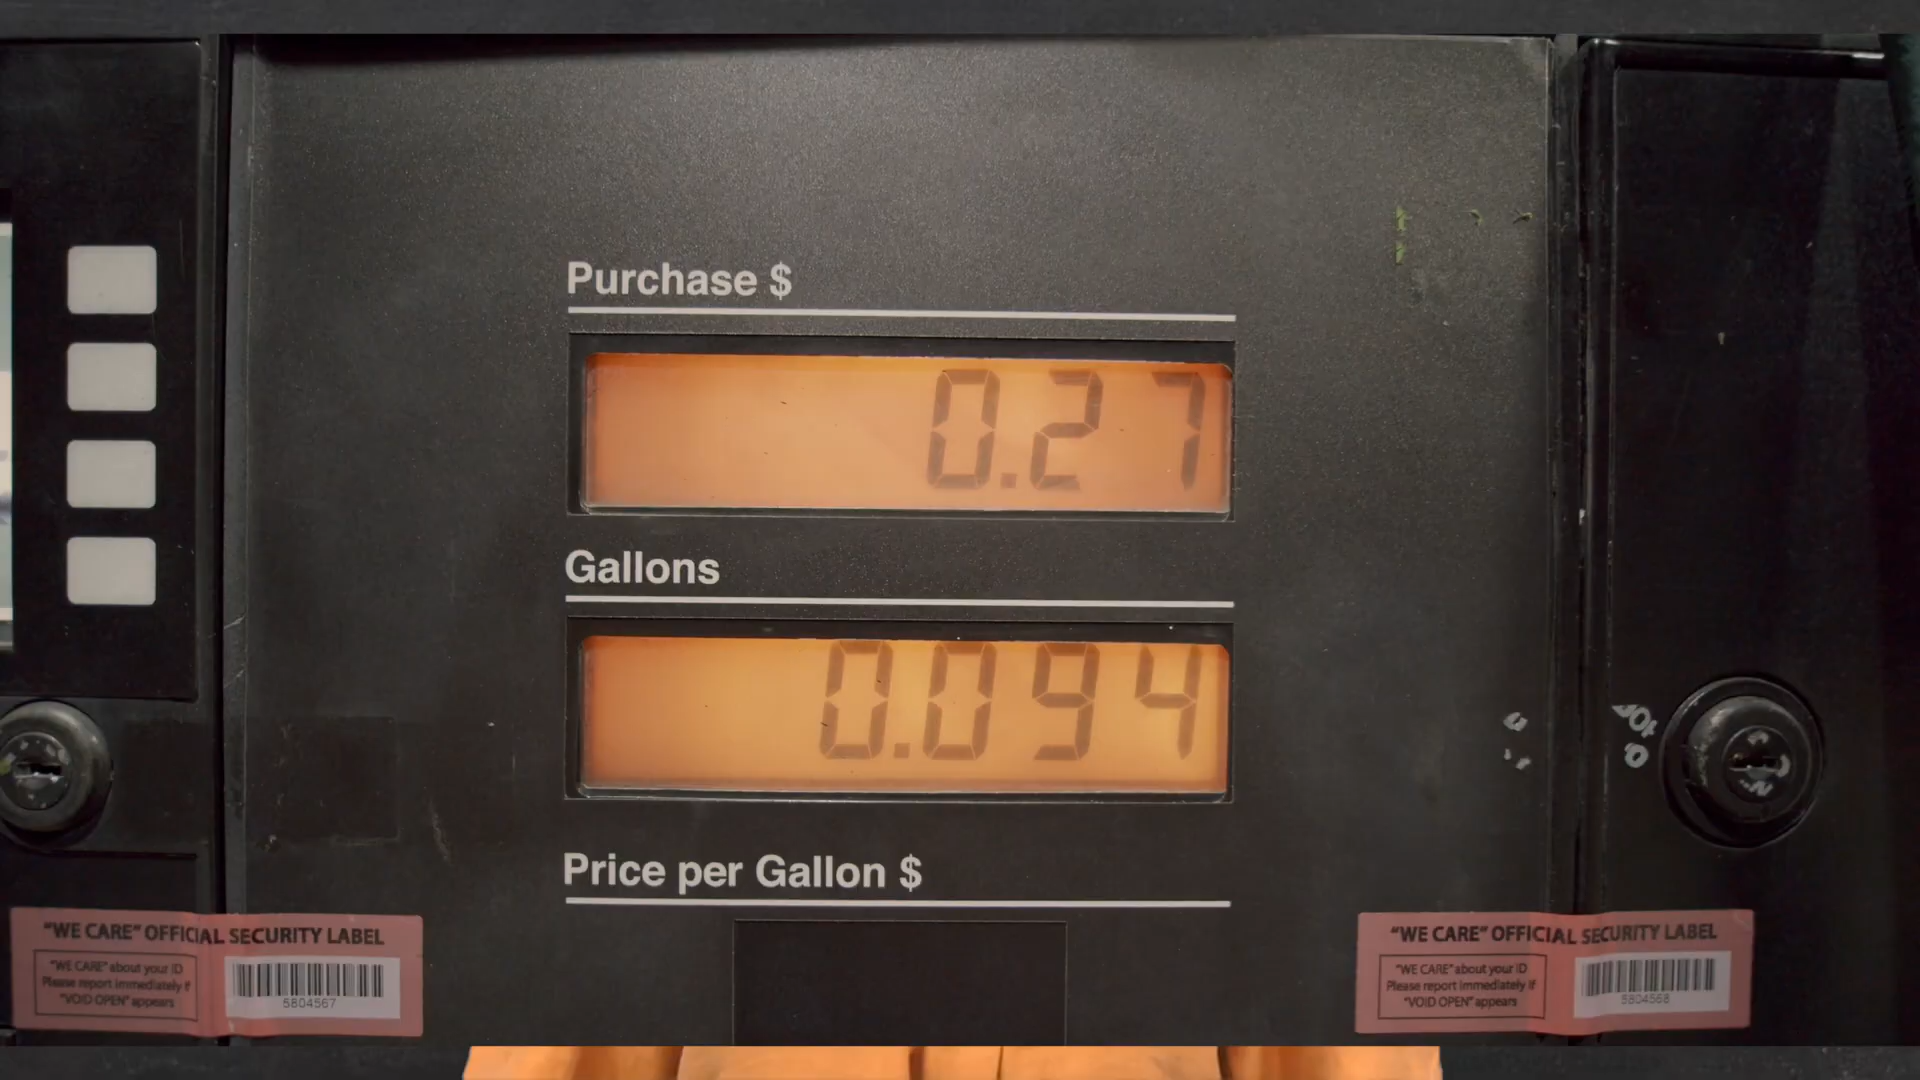 Purchase $
0.27
Gallons
0.094
Price per Gallon $
"WE CARE" OFFICIAL SECURITY LABEL
"WE CARE" about your ID
Please report immediately if
"VOID OPEN" appears
5804567
"WE CARE" OFFICIAL SECURITY LABEL
"WE CARE" about your ID
Please report immediately if
"VOID OPEN" appears
5804568